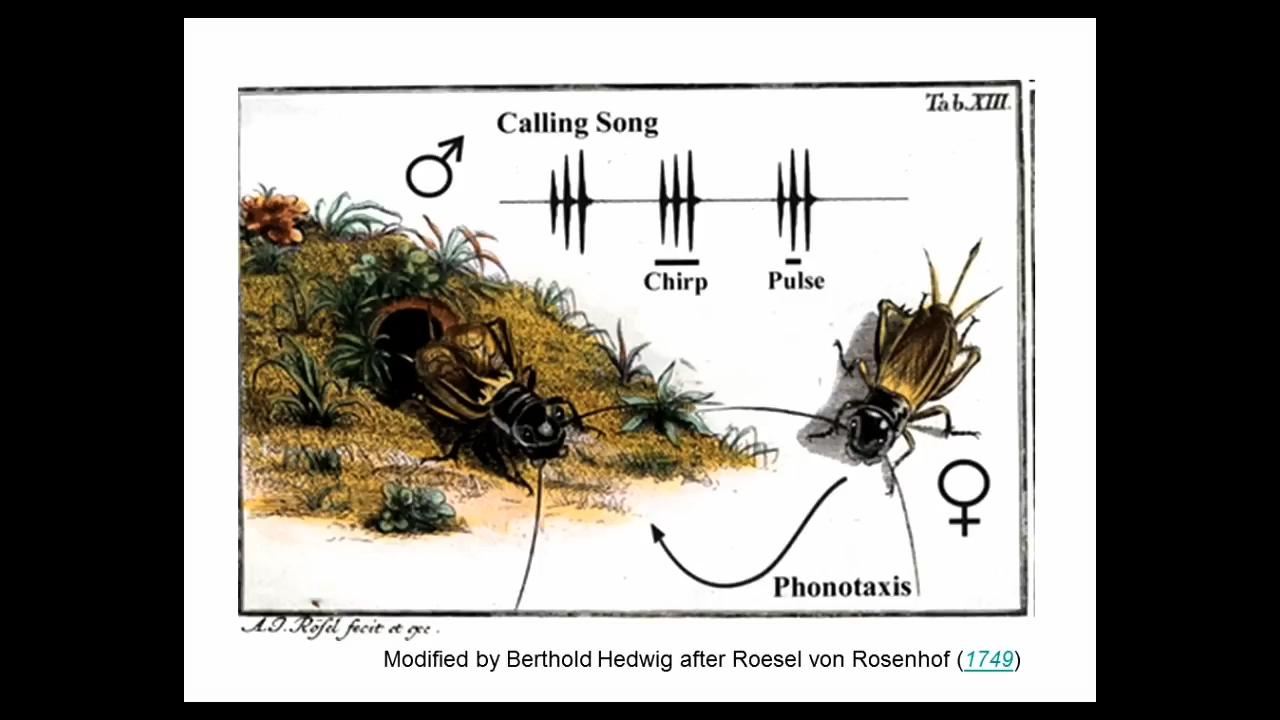 Tab.XIII.
Calling Song
Chirp
Pulse
Phonotaxis
A.J.Rösel fecit et exc.
Modified by Berthold Hedwig after Roesel von Rosenhof (1749)